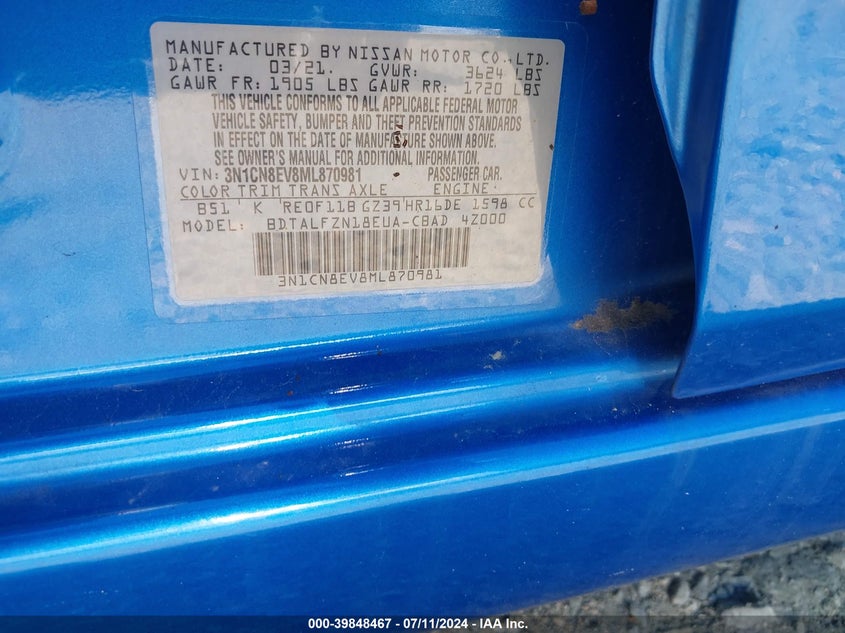 MANUFACTURED BY NISSAN MOTOR CO.,LTD.
DATE: 03/21. GVWR: 3624 LBS
GAWR FR: 1905 LBS GAWR RR: 1720 LBS
THIS VEHICLE CONFORMS TO ALL APPLICABLE FEDERAL MOTOR
VEHICLE SAFETY, BUMPER AND THEFT PREVENTION STANDARDS
IN EFFECT ON THE DATE OF MANUFACTURE SHOWN ABOVE.
SEE OWNER'S MANUAL FOR ADDITIONAL INFORMATION.
VIN: 3N1CN8EV8ML870981 PASSENGER CAR.
COLOR TRIM TRANS AXLE ENGINE
B51 K RE0F11B GZ39 HR16DE 1598 CC
MODEL: BDTALFZN18EUA-CBAD 4Z000
3N1CN8EV8ML870981
000-39848467 - 07/11/2024 - IAA Inc.